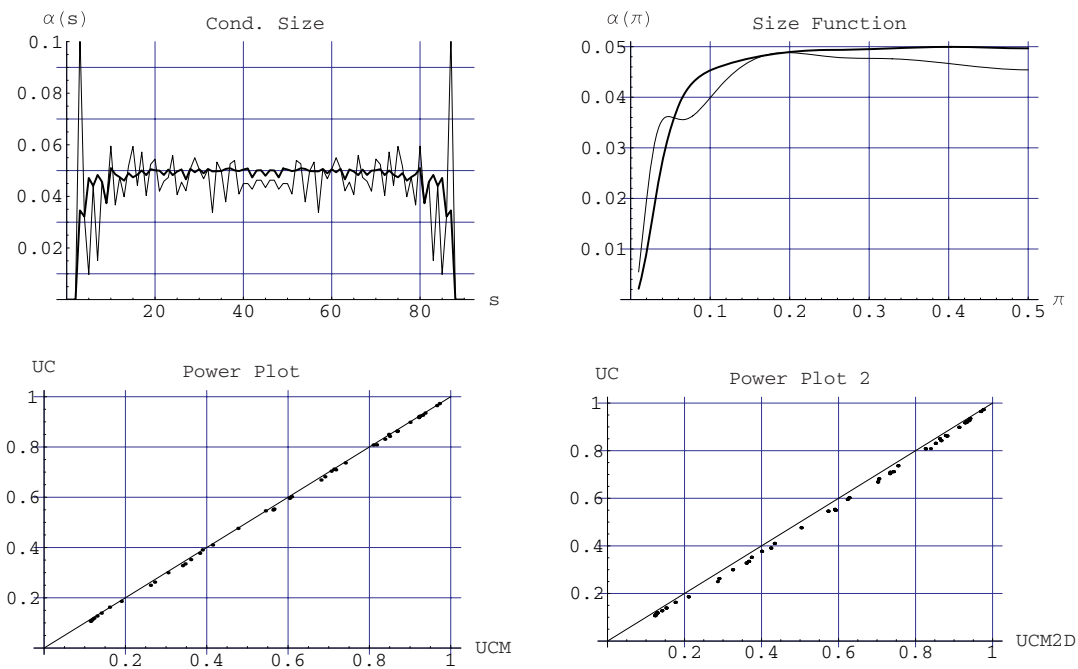 α(s)
Cond. Size
0.1
0.08
0.06
0.04
0.02
20 40 60 80
s
α(π)
Size Function
0.05
0.04
0.03
0.02
0.01
0.1 0.2 0.3 0.4 0.5
π
UC
Power Plot
1
0.8
0.6
0.4
0.2
0.2 0.4 0.6 0.8 1
UCM
UC
Power Plot 2
1
0.8
0.6
0.4
0.2
0.2 0.4 0.6 0.8 1
UCM2D